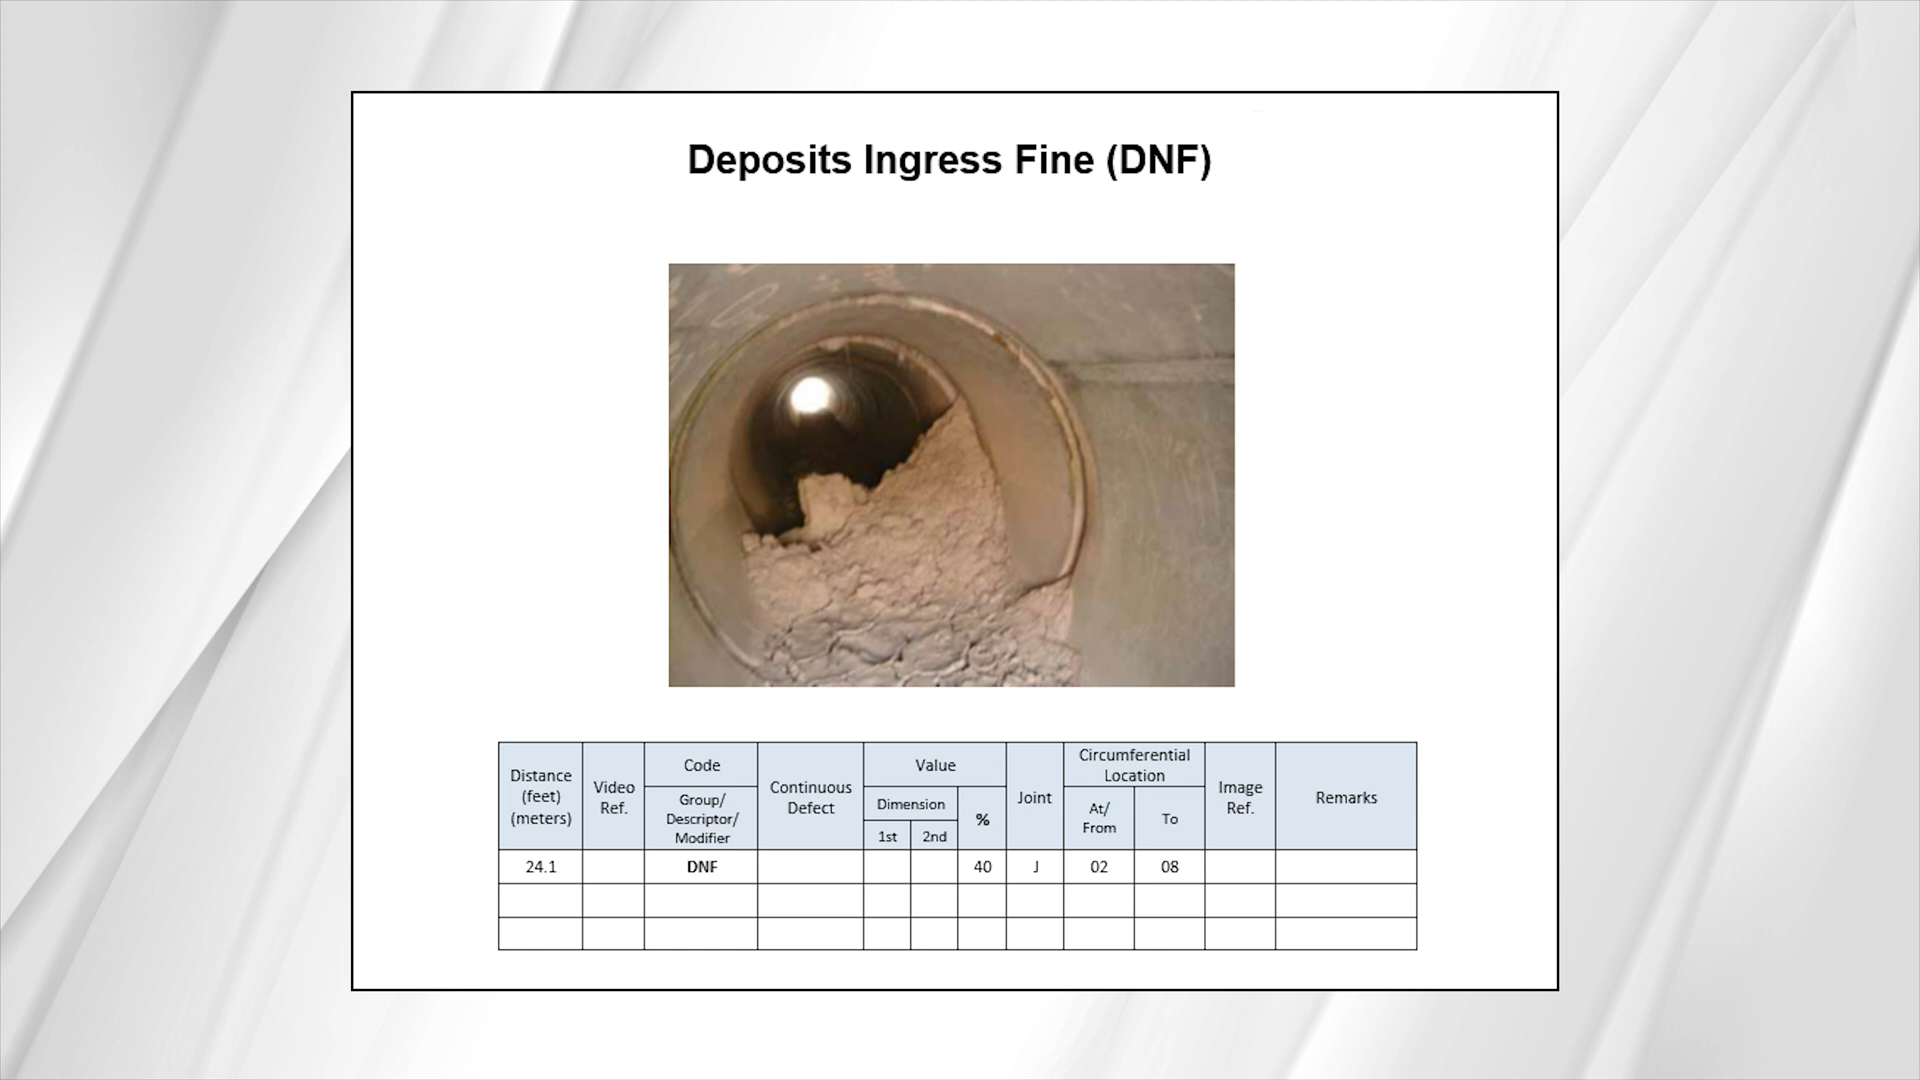 Deposits Ingress Fine (DNF)
Distance
(feet)
(meters)
Video
Ref.
Code
Group/
Descriptor/
Modifier
Continuous
Defect
Value
Dimension
1st
2nd
%
Joint
Circumferential
Location
At/
From
To
Image
Ref.
Remarks
24.1
DNF
40
J
02
08